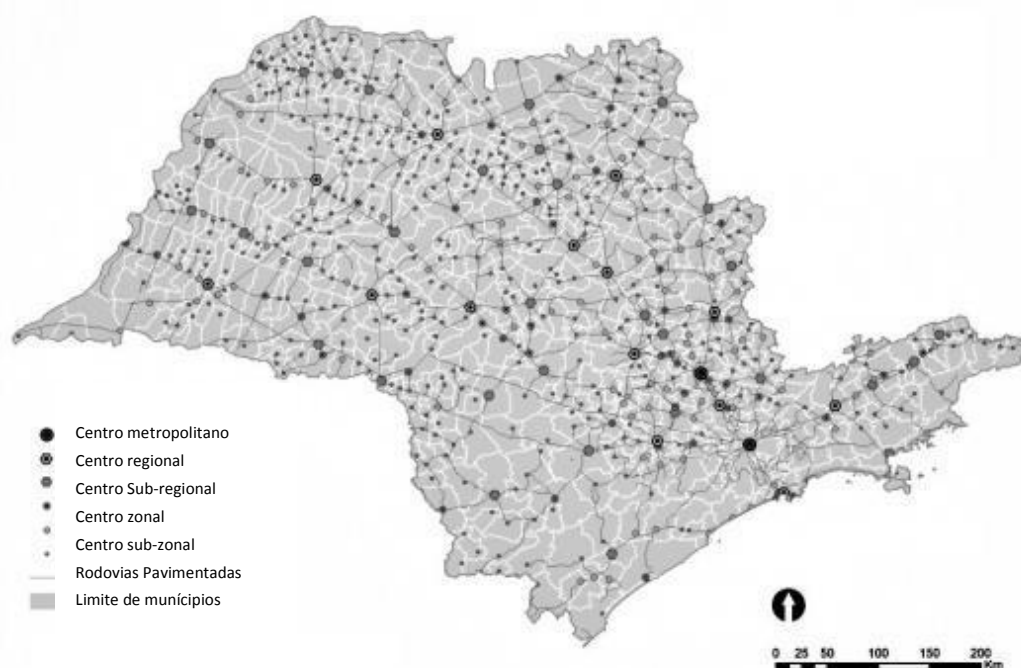 Centro metropolitano
Centro regional
Centro Sub-regional
Centro zonal
Centro sub-zonal
Rodovias Pavimentadas
Limite de munícipios
0 25 50 100 150 200
Km